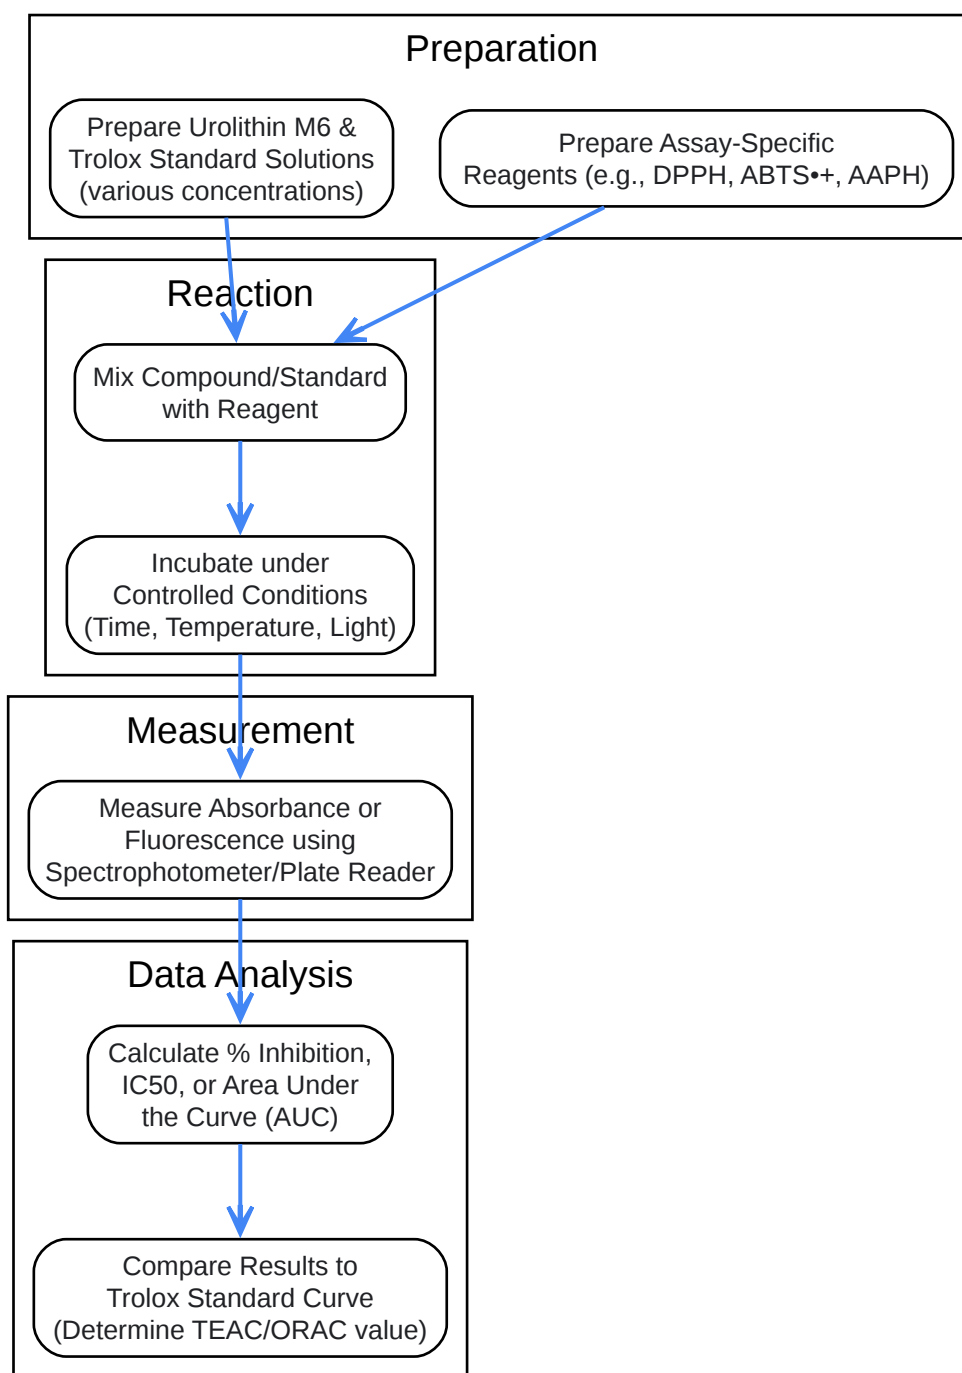 Preparation
Prepare Urolithin M6 &
Trolox Standard Solutions
(various concentrations)
Prepare Assay-Specific
Reagents (e.g., DPPH, ABTS•+, AAPH)
Reaction
Mix Compound/Standard
with Reagent
Incubate under
Controlled Conditions
(Time, Temperature, Light)
Measurement
Measure Absorbance or
Fluorescence using
Spectrophotometer/Plate Reader
Data Analysis
Calculate % Inhibition,
IC50, or Area Under
the Curve (AUC)
Compare Results to
Trolox Standard Curve
(Determine TEAC/ORAC value)